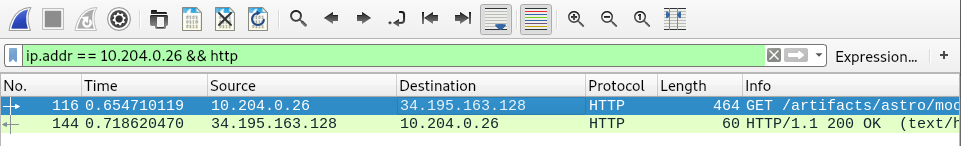 ip.addr == 10.204.0.26 && http
Expression...
+
No. Time Source Destination Protocol Length Info
116 0.654710119 10.204.0.26 34.195.163.128 HTTP 464 GET /artifacts/astro/moo
144 0.718620470 34.195.163.128 10.204.0.26 HTTP 60 HTTP/1.1 200 OK (text/h